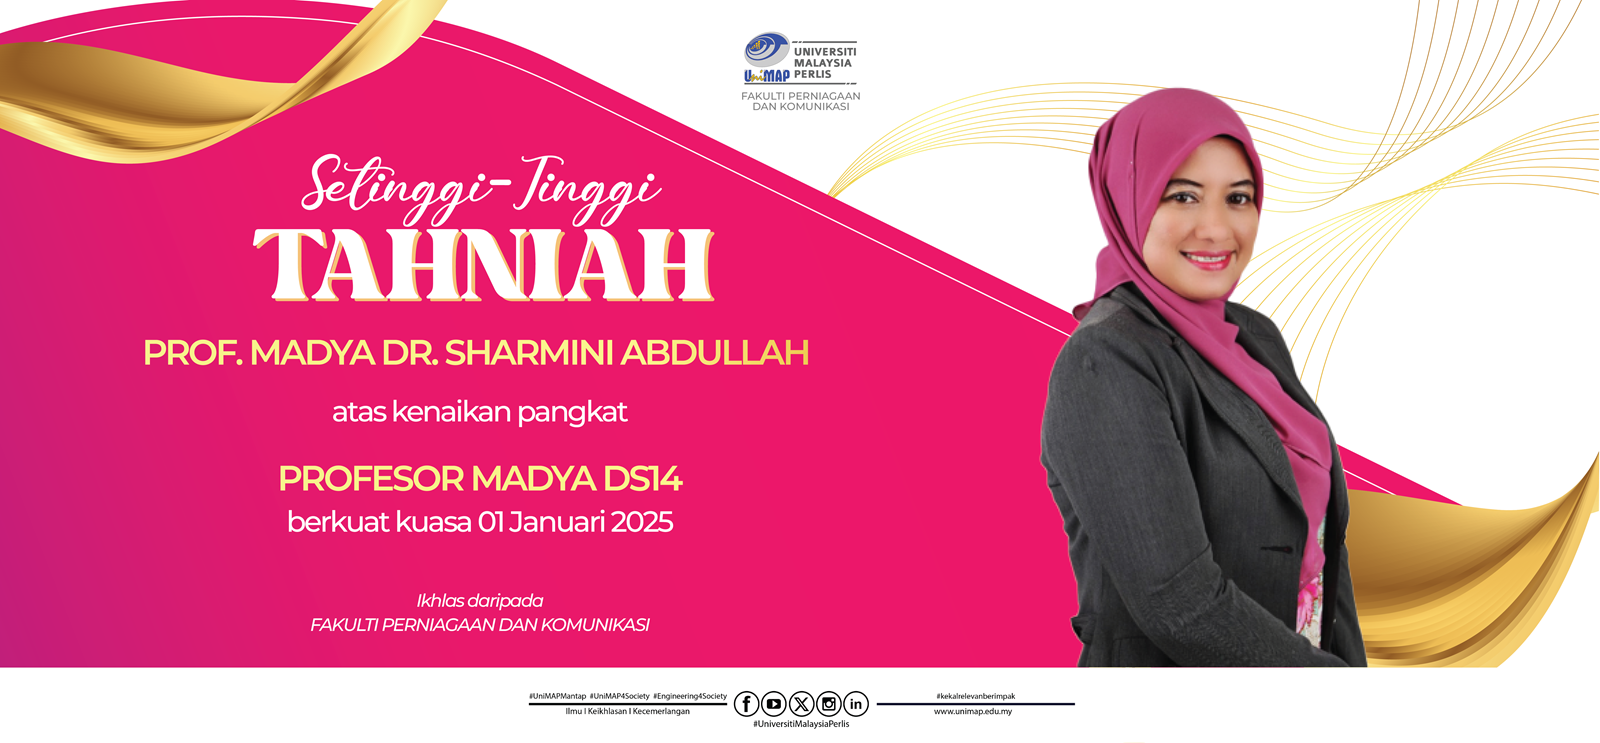 UniMAP
UNIVERSITI
MALAYSIA
PERLIS
FAKULTI PERNIAGAAN
DAN KOMUNIKASI
Setinggi-Tinggi
TAHNIAH
PROF. MADYA DR. SHARMINI ABDULLAH
atas kenaikan pangkat
PROFESOR MADYA DS14
berkuat kuasa 01 Januari 2025
Ikhlas daripada
FAKULTI PERNIAGAAN DAN KOMUNIKASI
#UniMAPMantap #UniMAP4Society #Engineering4Society
Ilmu I Keikhlasan I Kecemerlangan
#UniversitiMalaysiaPerlis
#kekalrelevanberimpak
www.unimap.edu.my